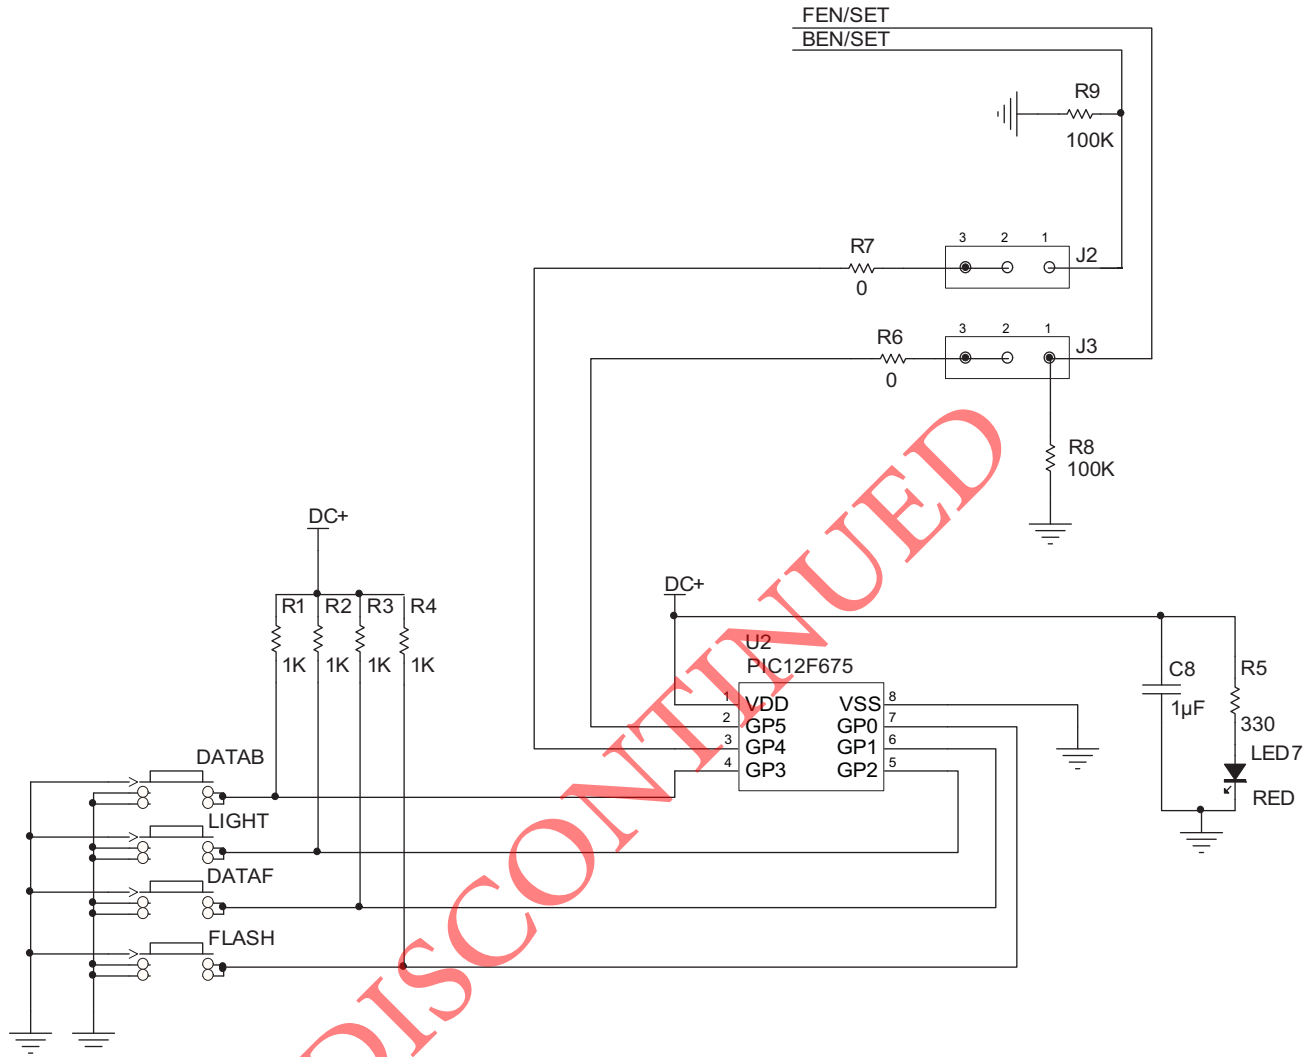 FEN/SET
BEN/SET
R9
100K
R7
0
3 2 1
J2
R6
0
3 2 1
J3
R8
100K
DC+
R1 R2 R3 R4
1K 1K 1K 1K
DC+
U2
PIC12F675
1 VDD VSS 8
2 GP5 GP0 7
3 GP4 GP1 6
4 GP3 GP2 5
C8
1µF
R5
330
LED7
RED
DATAB
LIGHT
DATAF
FLASH
DISCONTINUED